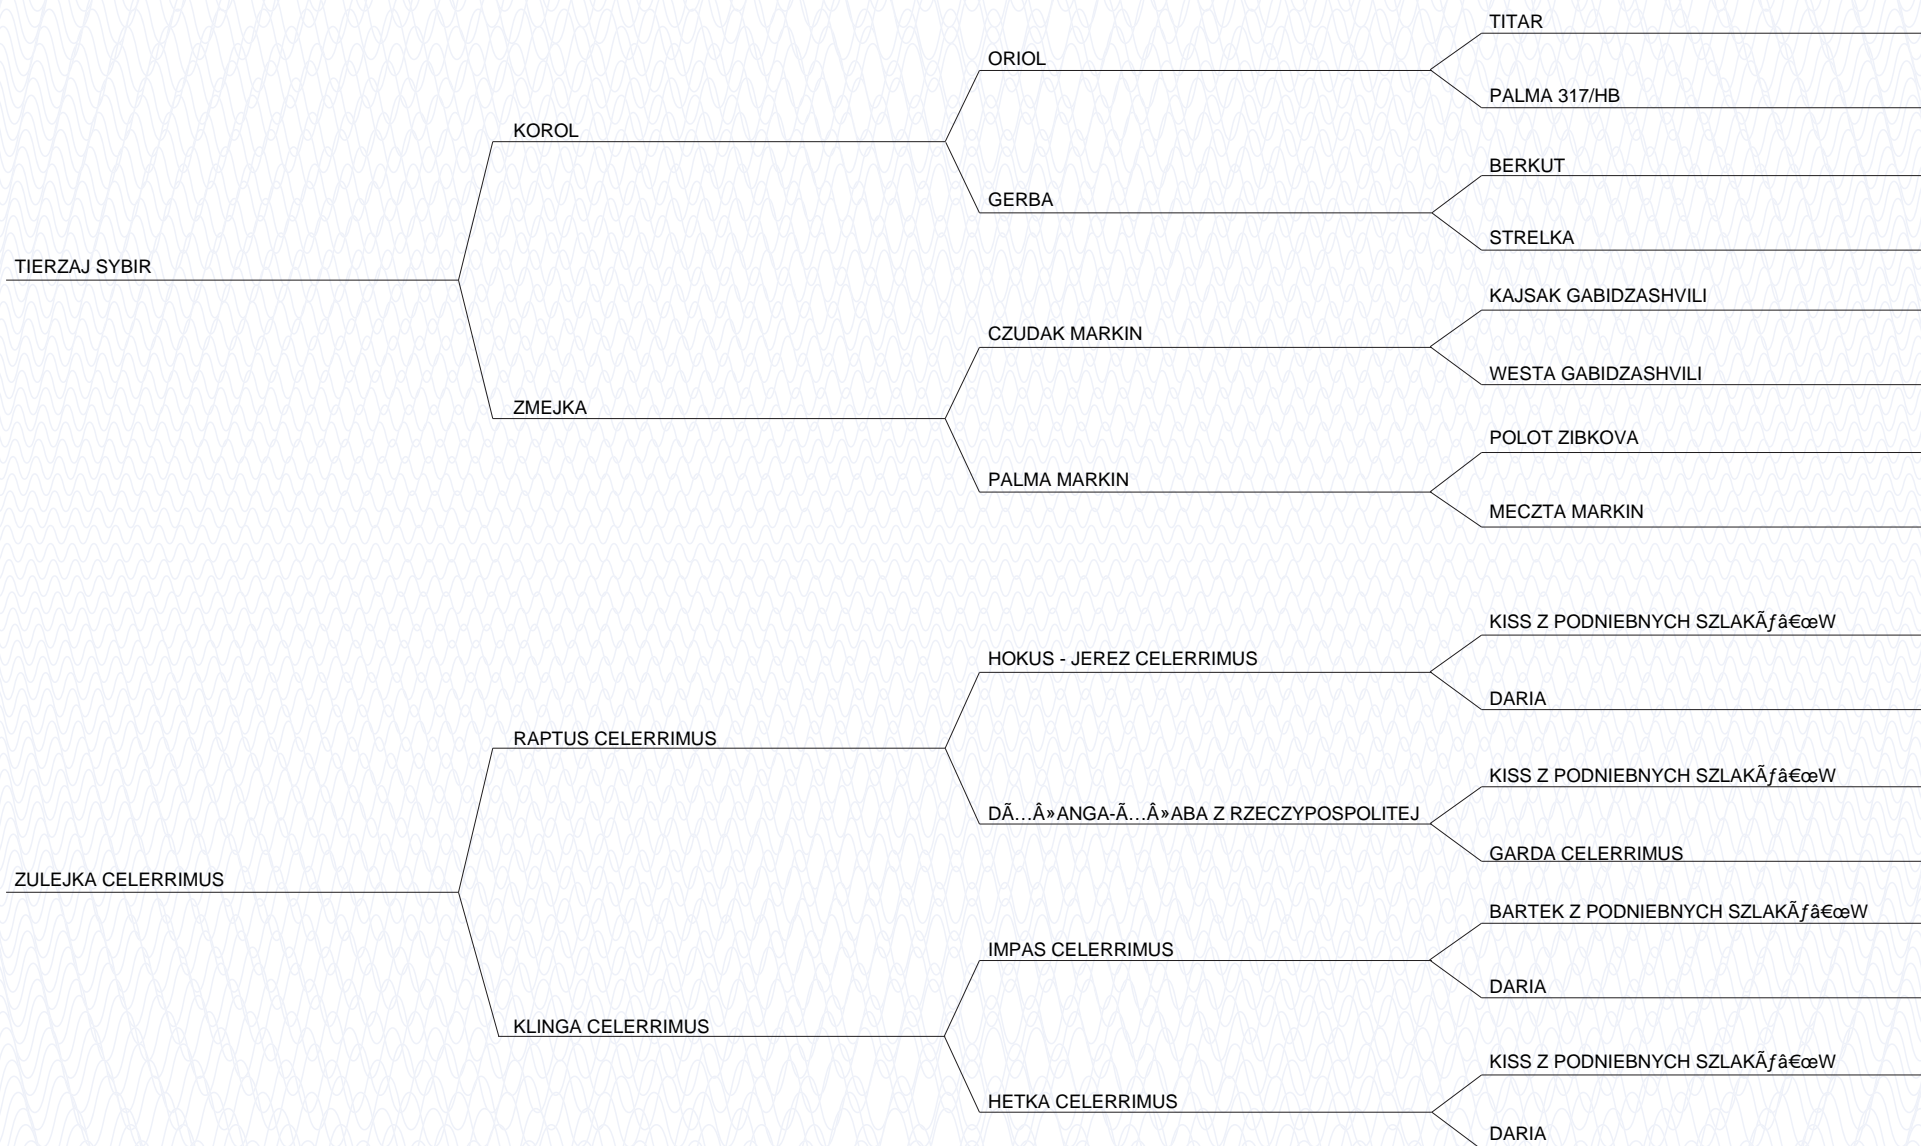 TITAR
ORIOL
PALMA 317/HB
KOROL
BERKUT
GERBA
STRELKA
TIERZAJ SYBIR
KAJSAK GABIDZASHVILI
CZUDAK MARKIN
WESTA GABIDZASHVILI
ZMEJKA
POLOT ZIBKOVA
PALMA MARKIN
MECZTA MARKIN
KISS Z PODNIEBNYCH SZLAKÃƒâ€œW
HOKUS - JEREZ CELERRIMUS
DARIA
RAPTUS CELERRIMUS
KISS Z PODNIEBNYCH SZLAKÃƒâ€œW
DÃ…Â»ANGA-Ã…Â»ABA Z RZECZYPOSPOLITEJ
GARDA CELERRIMUS
ZULEJKA CELERRIMUS
BARTEK Z PODNIEBNYCH SZLAKÃƒâ€œW
IMPAS CELERRIMUS
DARIA
KLINGA CELERRIMUS
KISS Z PODNIEBNYCH SZLAKÃƒâ€œW
HETKA CELERRIMUS
DARIA